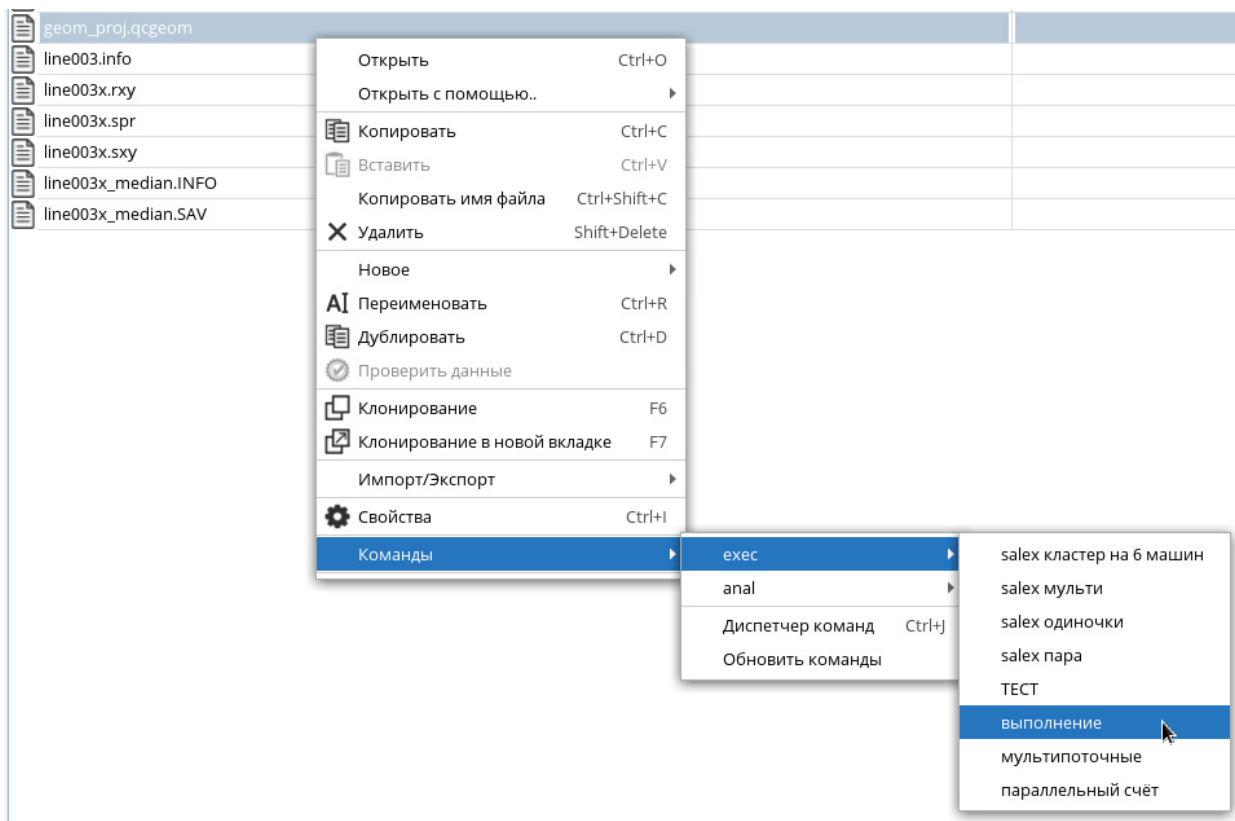 geom_proj.qcgeom
line003.info
line003x.rxy
line003x.spr
line003x.sxy
line003x_median.INFO
line003x_median.SAV
Открыть Ctrl+O
Открыть с помощью..
Копировать Ctrl+C
Вставить Ctrl+V
Копировать имя файла Ctrl+Shift+C
Удалить Shift+Delete
Новое
Переименовать Ctrl+R
Дублировать Ctrl+D
Проверить данные
Клонирование F6
Клонирование в новой вкладке F7
Импорт/Экспорт
Свойства Ctrl+I
Команды
exec
anal
Диспетчер команд Ctrl+J
Обновить команды
salex кластер на 6 машин
salex мульти
salex одиночки
salex пара
ТЕСТ
выполнение
мультипоточные
параллельный счёт